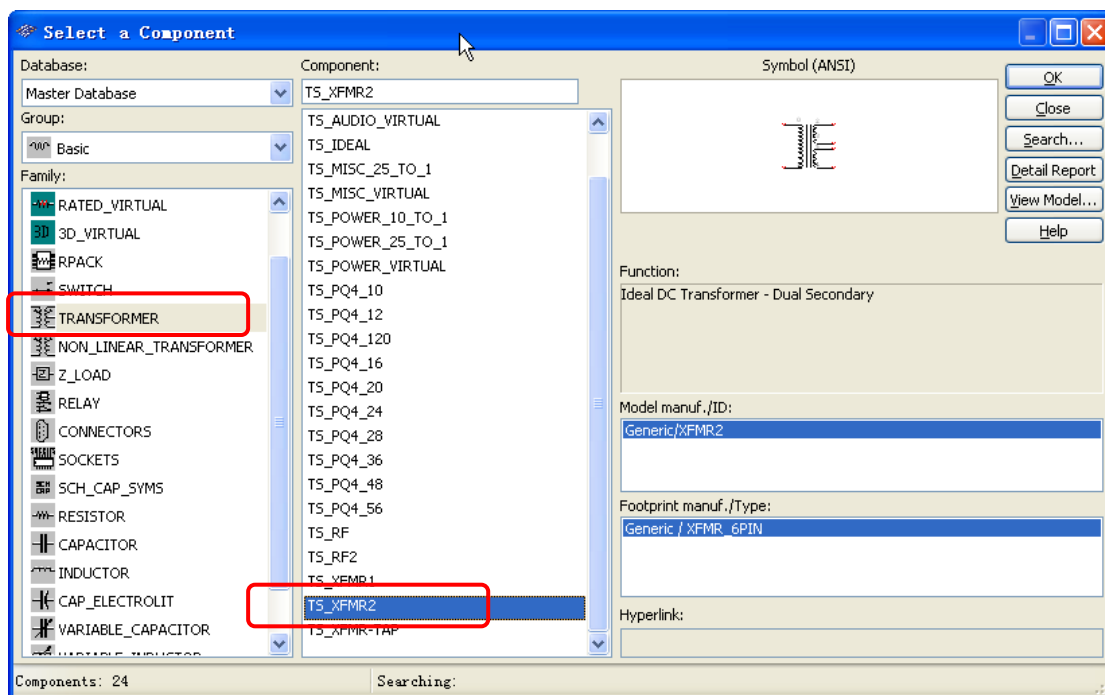 Select a Component
Database:
Master Database
Group:
Basic
Family:
RATED_VIRTUAL
3D 3D_VIRTUAL
RPACK
SWITCH
TRANSFORMER
NON_LINEAR_TRANSFORMER
Z_LOAD
RELAY
CONNECTORS
SOCKETS
SCH_CAP_SYMS
RESISTOR
CAPACITOR
INDUCTOR
CAP_ELECTROLIT
VARIABLE_CAPACITOR
VARIABLE_INDUCTOR
Component:
TS_XFMR2
TS_AUDIO_VIRTUAL
TS_IDEAL
TS_MISC_25_TO_1
TS_MISC_VIRTUAL
TS_POWER_10_TO_1
TS_POWER_25_TO_1
TS_POWER_VIRTUAL
TS_PQ4_10
TS_PQ4_12
TS_PQ4_120
TS_PQ4_16
TS_PQ4_20
TS_PQ4_24
TS_PQ4_28
TS_PQ4_36
TS_PQ4_48
TS_PQ4_56
TS_RF
TS_RF2
TS_XFMR1
TS_XFMR2
TS_XFMR-TAP
Symbol (ANSI)
Function:
Ideal DC Transformer - Dual Secondary
Model manuf./ID:
Generic/XFMR2
Footprint manuf./Type:
Generic / XFMR_6PIN
Hyperlink:
OK
Close
Search...
Detail Report
View Model...
Help
Components: 24
Searching: